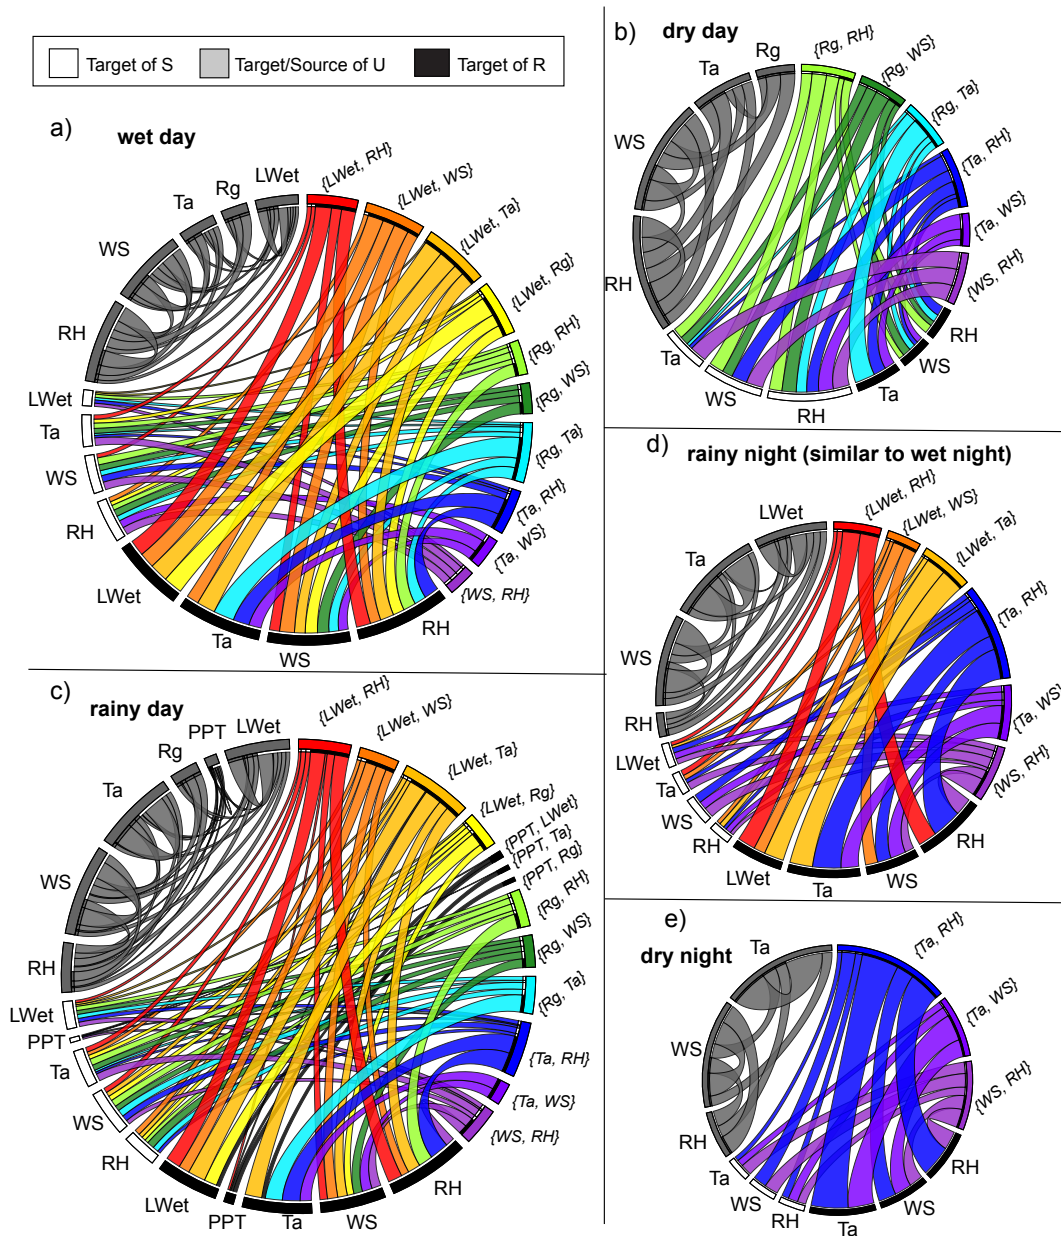 Target of S
Target/Source of U
Target of R
a)
wet day
LWet
Rg
Ta
WS
RH
LWet
Ta
WS
RH
LWet
Ta
WS
RH
{LWet, RH}
{LWet, WS}
{LWet, Ta}
{LWet, Rg}
{Rg, RH}
{Rg, WS}
{Rg, Ta}
{Ta, RH}
{Ta, WS}
{WS, RH}
b)
dry day
Rg
Ta
WS
RH
Ta
WS
RH
Ta
WS
RH
{Rg, RH}
{Rg, WS}
{Rg, Ta}
{Ta, RH}
{Ta, WS}
{WS, RH}
c)
rainy day
LWet
PPT
Rg
Ta
WS
RH
LWet
PPT
Ta
WS
RH
LWet
PPT
Ta
WS
RH
{LWet, RH}
{LWet, WS}
{LWet, Ta}
{LWet, Rg}
{PPT, LWet}
{PPT, Ta}
{PPT, Rg}
{Rg, RH}
{Rg, WS}
{Rg, Ta}
{Ta, RH}
{Ta, WS}
{WS, RH}
d)
rainy night (similar to wet night)
LWet
Ta
WS
RH
LWet
Ta
WS
RH
LWet
Ta
WS
RH
{LWet, RH}
{LWet, WS}
{LWet, Ta}
{Ta, RH}
{Ta, WS}
{WS, RH}
e)
dry night
Ta
WS
RH
Ta
WS
RH
Ta
WS
RH
{Ta, RH}
{Ta, WS}
{WS, RH}